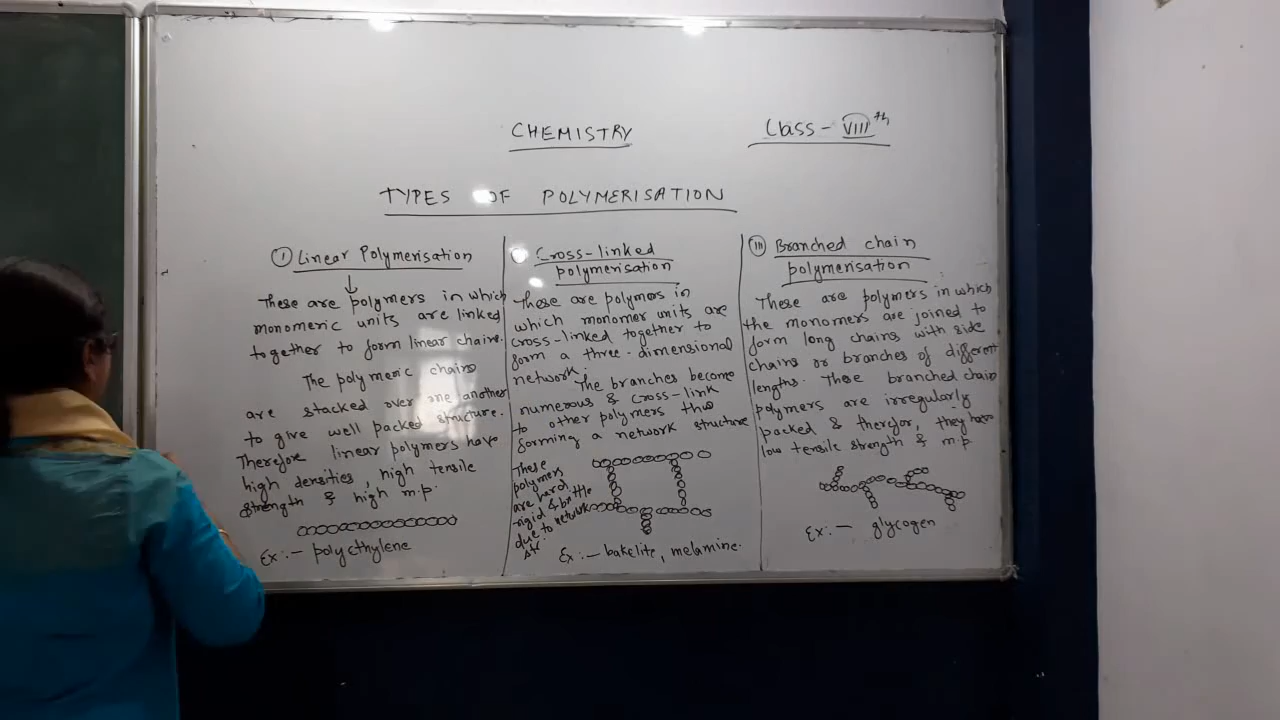 CHEMISTRY
Class - VIIIth
TYPES OF POLYMERISATION
(I) Linear Polymerisation
These are polymers in which
monomeric units are linked
together to form linear chains.
The polymeric chains
are stacked over one another
to give well packed structure.
Therefore linear polymers have
high densities, high tensile
strength & high m.p.
Ex:- polyethylene
Cross-linked
polymerisation
These are polymers in
which monomer units are
cross-linked together to
form a three-dimensional
network.
The branches become
numerous & cross-link
to other polymers thus
forming a network structure
These
polymers
are hard,
rigid & brittle
due to network
str.
Ex:- bakelite, melamine.
(III) Branched chain
polymerisation
These are polymers in which
the monomers are joined to
form long chains with side
chains or branches of different
lengths. These branched chain
polymers are irregularly
packed & therefor, they have
low tensile strength & m.p.
Ex:- glycogen